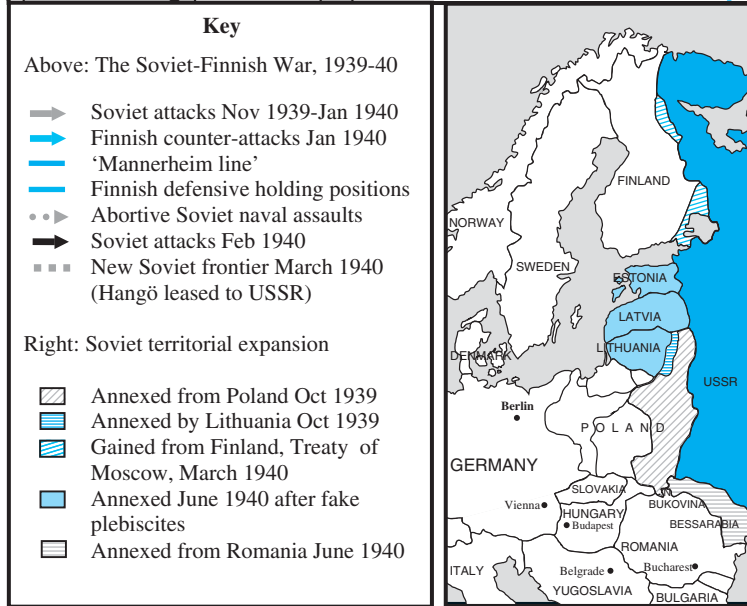 Key
Above: The Soviet-Finnish War, 1939-40
Soviet attacks Nov 1939-Jan 1940
Finnish counter-attacks Jan 1940
‘Mannerheim line’
Finnish defensive holding positions
Abortive Soviet naval assaults
Soviet attacks Feb 1940
New Soviet frontier March 1940
(Hangö leased to USSR)
Right: Soviet territorial expansion
Annexed from Poland Oct 1939
Annexed by Lithuania Oct 1939
Gained from Finland, Treaty of
Moscow, March 1940
Annexed June 1940 after fake
plebiscites
Annexed from Romania June 1940
FINLAND
NORWAY
SWEDEN
ESTONIA
LATVIA
DENMARK
LITHUANIA
USSR
Berlin
POLAND
GERMANY
SLOVAKIA
Vienna
BUKOVINA
HUNGARY
Budapest
BESSARABIA
ROMANIA
ITALY
Belgrade
Bucharest
YUGOSLAVIA
BULGARIA